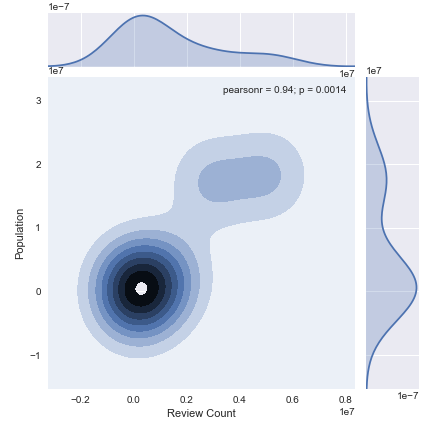 1e−7
1e7
1e7
1e7
pearsonr = 0.94; p = 0.0014
3
2
1
0
−1
Population
−0.2
0.0
0.2
0.4
0.6
0.8
1e−7
Review Count
1e7